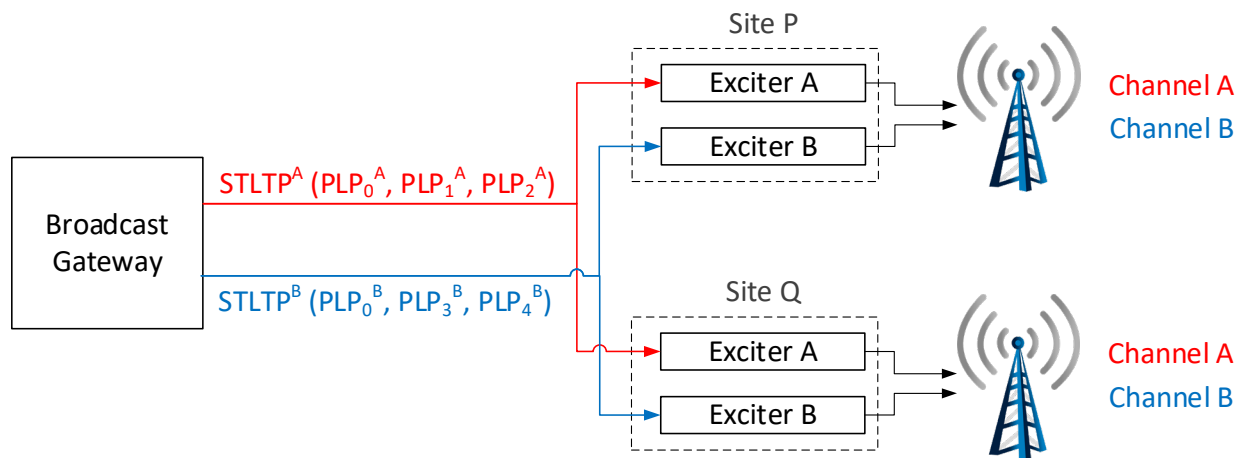 Site P
Exciter A
Exciter B
Channel A
Channel B
STLTP^A (PLP_0^A, PLP_1^A, PLP_2^A)
Broadcast
Gateway
STLTP^B (PLP_0^B, PLP_3^B, PLP_4^B)
Site Q
Exciter A
Exciter B
Channel A
Channel B